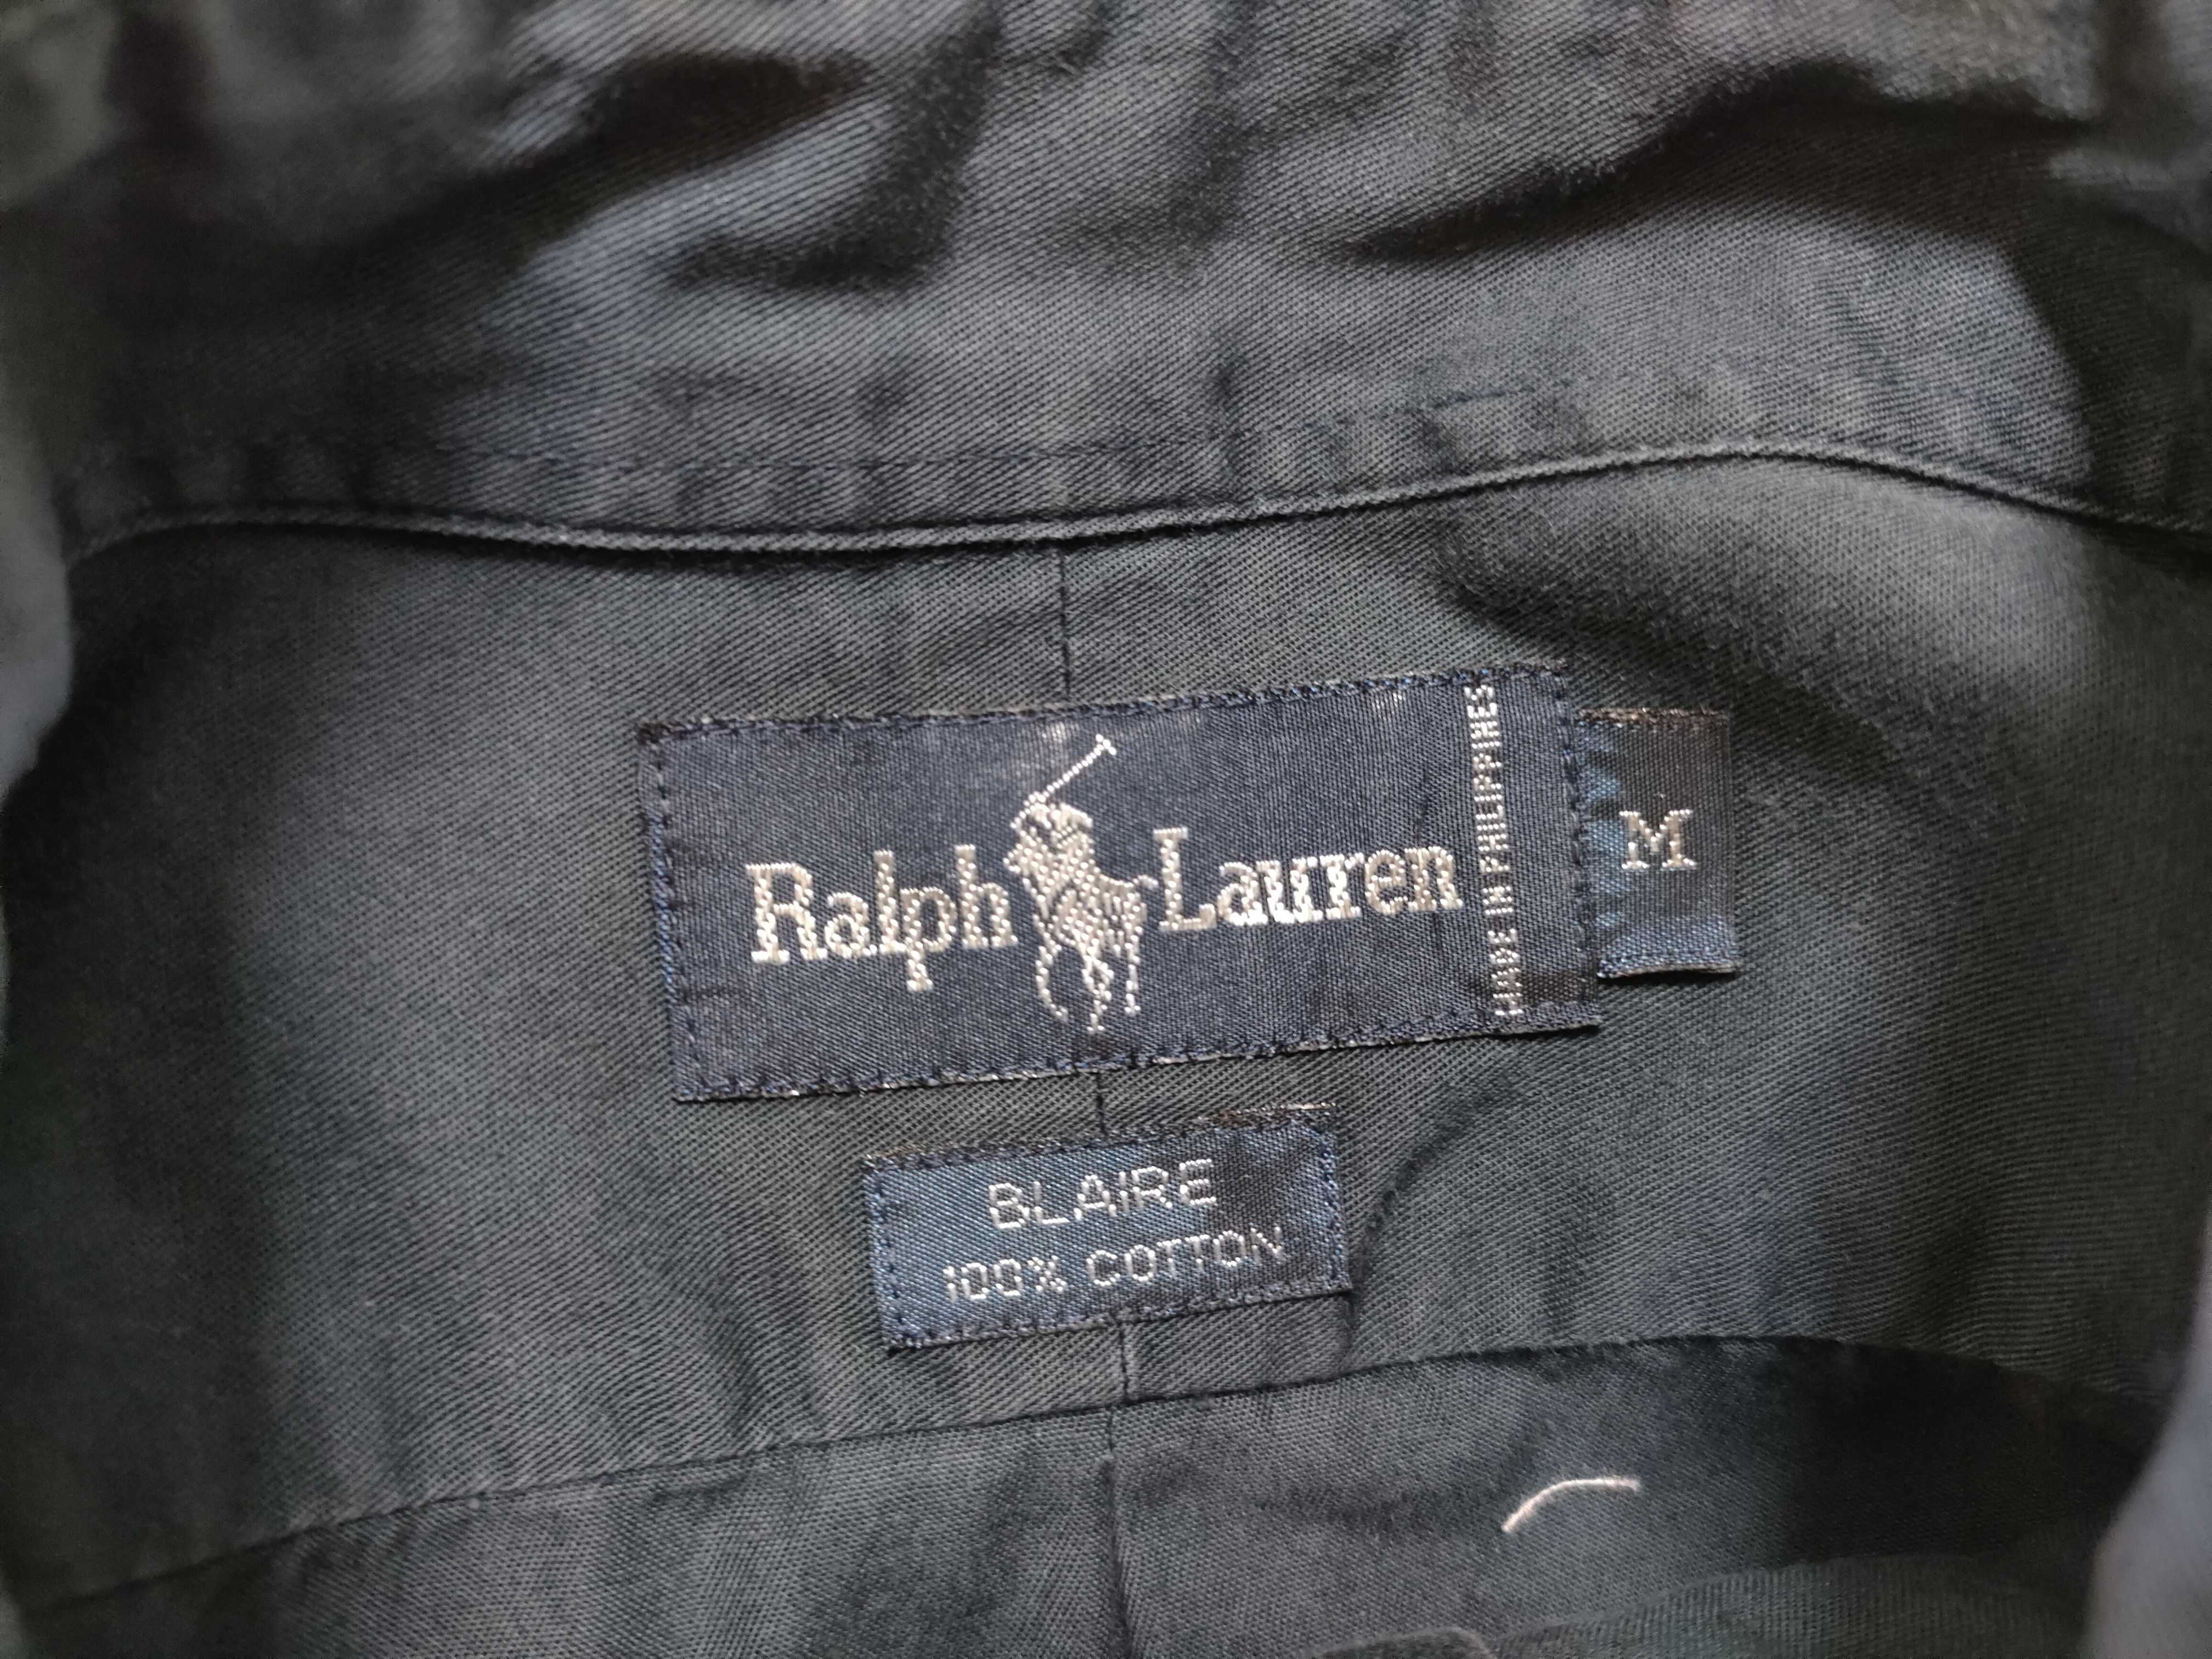 Ralph Lauren
MADE IN PHILIPPINES
M
BLAIRE
100% COTTON